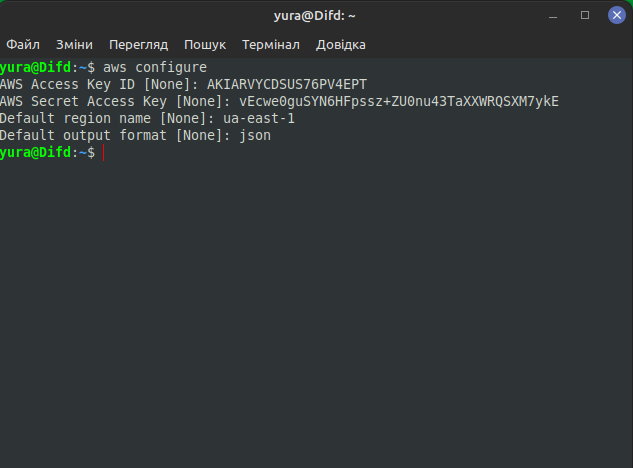 yura@Difd: ~
Файл Зміни Перегляд Пошук Термінал Довідка
yura@Difd:~$ aws configure
AWS Access Key ID [None]: AKIARVYCDSUS76PV4EPT
AWS Secret Access Key [None]: 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
Default region name [None]: ua-east-1
Default output format [None]: json
yura@Difd:~$